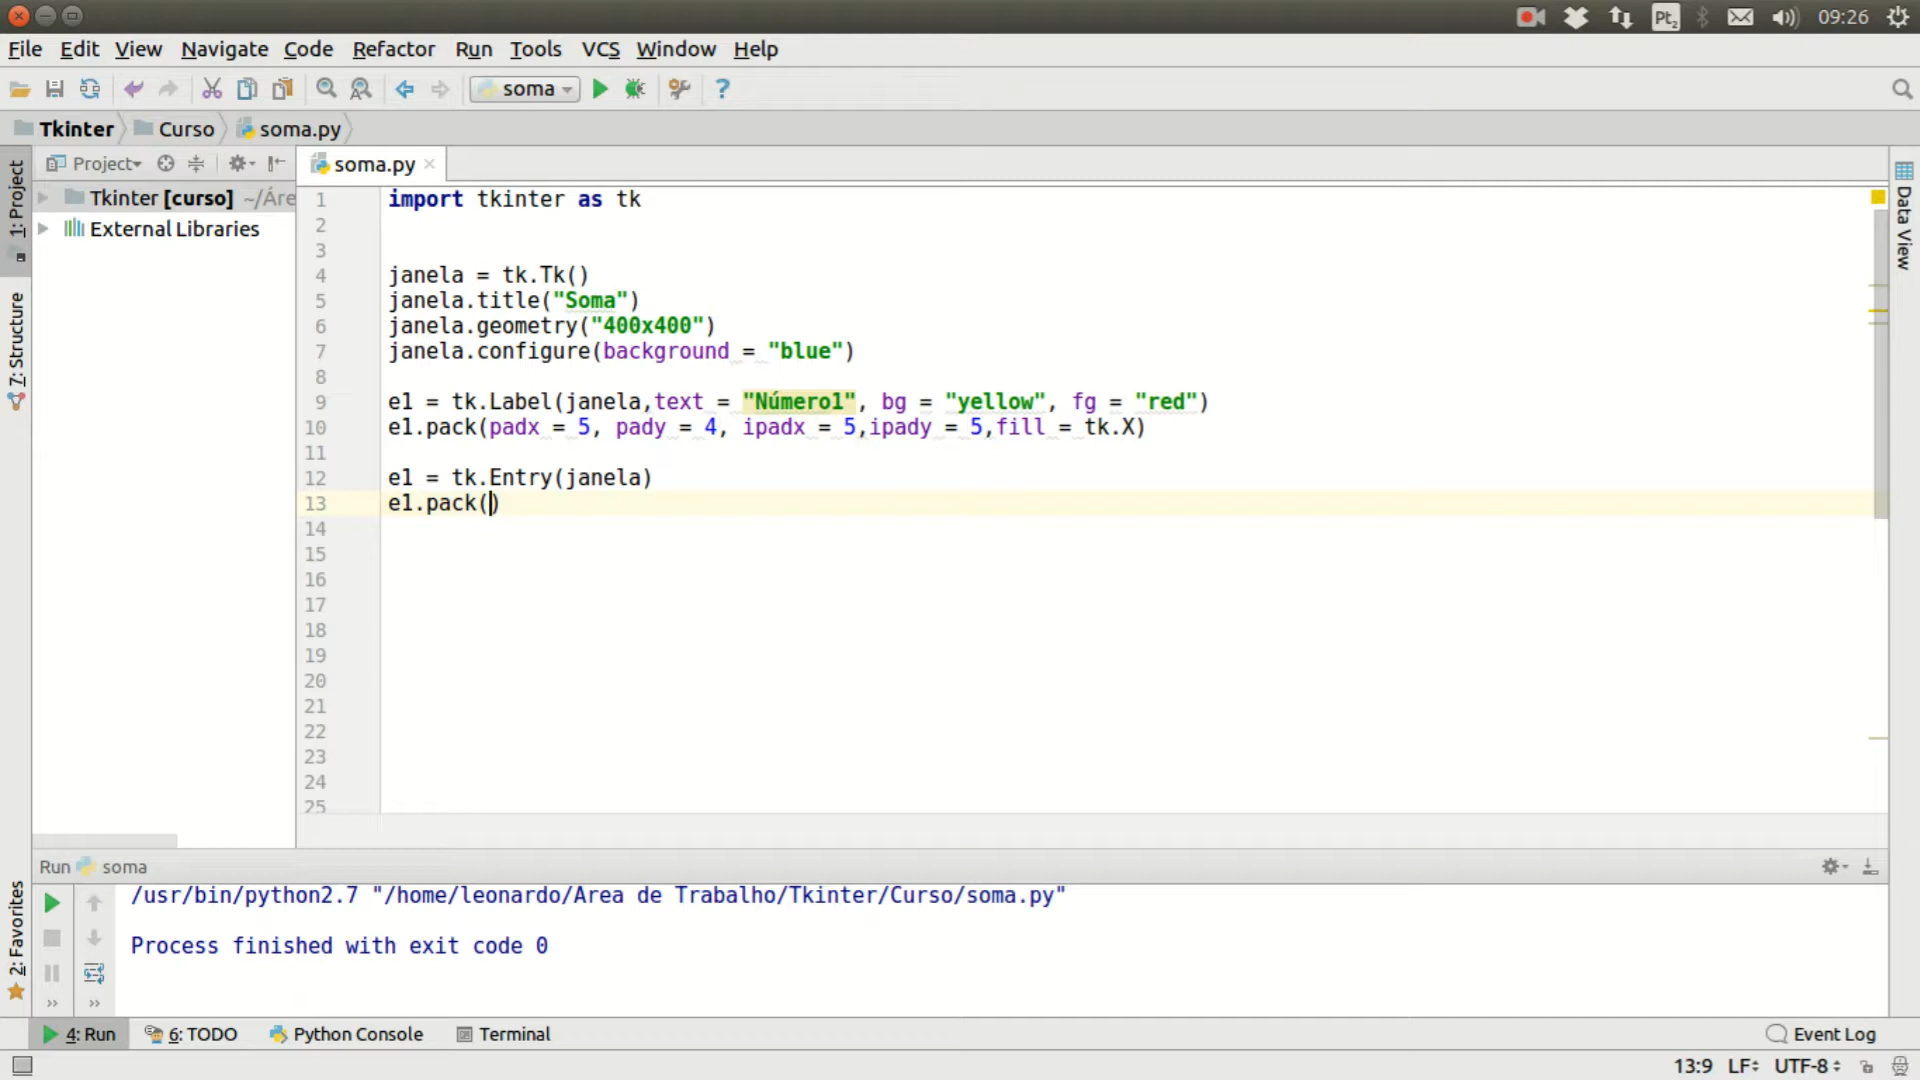 Pt2 09:26
File Edit View Navigate Code Refactor Run Tools VCS Window Help
soma
Tkinter Curso soma.py
Project soma.py
1: Project
7: Structure
2: Favorites
Data View
Tkinter [curso] ~/Áre
External Libraries
1 import tkinter as tk
2
3
4 janela = tk.Tk()
5 janela.title("Soma")
6 janela.geometry("400x400")
7 janela.configure(background = "blue")
8
9 e1 = tk.Label(janela,text = "Número1", bg = "yellow", fg = "red")
10 e1.pack(padx = 5, pady = 4, ipadx = 5,ipady = 5,fill = tk.X)
11
12 e1 = tk.Entry(janela)
13 e1.pack()
14
15
16
17
18
19
20
21
22
23
24
25
Run soma
/usr/bin/python2.7 "/home/leonardo/Área de Trabalho/Tkinter/Curso/soma.py"
Process finished with exit code 0
4: Run 6: TODO Python Console Terminal Event Log
13:9 LF UTF-8